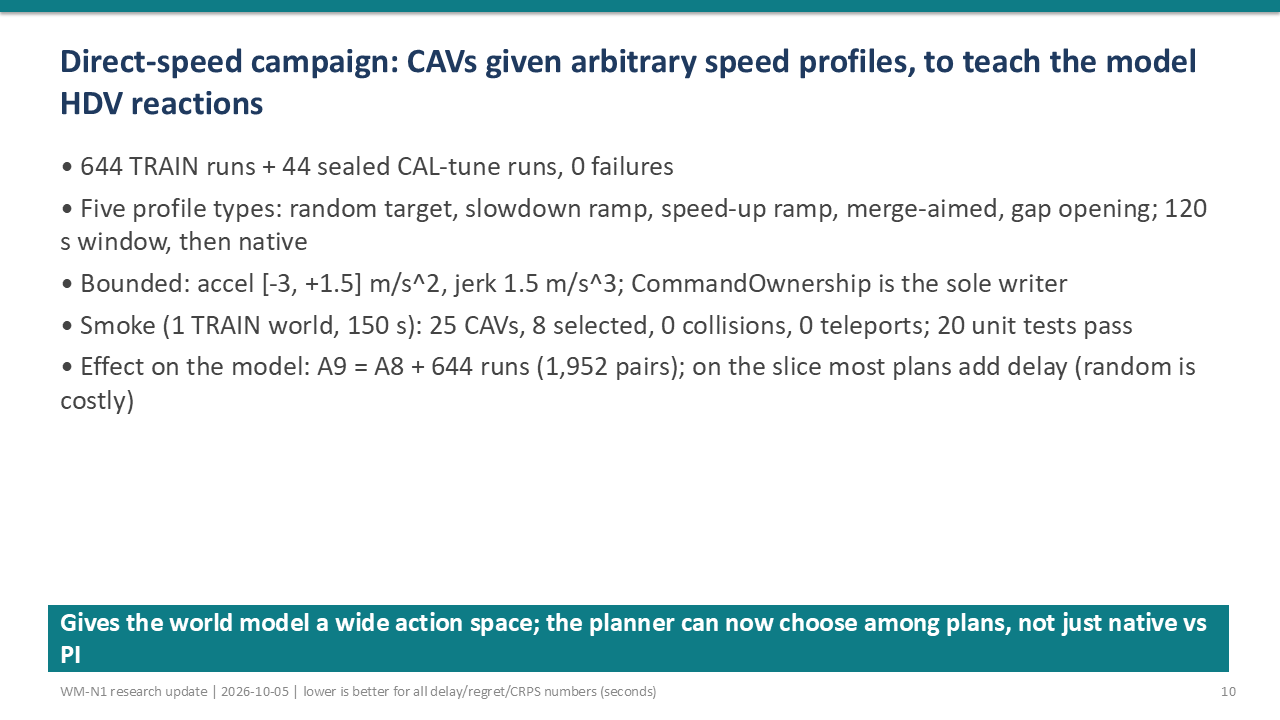 Direct-speed campaign: CAVs given arbitrary speed profiles, to teach the model
HDV reactions
• 644 TRAIN runs + 44 sealed CAL-tune runs, 0 failures
• Five profile types: random target, slowdown ramp, speed-up ramp, merge-aimed, gap opening; 120
s window, then native
• Bounded: accel [-3, +1.5] m/s^2, jerk 1.5 m/s^3; CommandOwnership is the sole writer
• Smoke (1 TRAIN world, 150 s): 25 CAVs, 8 selected, 0 collisions, 0 teleports; 20 unit tests pass
• Effect on the model: A9 = A8 + 644 runs (1,952 pairs); on the slice most plans add delay (random is
costly)
Gives the world model a wide action space; the planner can now choose among plans, not just native vs
PI
WM-N1 research update | 2026-10-05 | lower is better for all delay/regret/CRPS numbers (seconds)
10